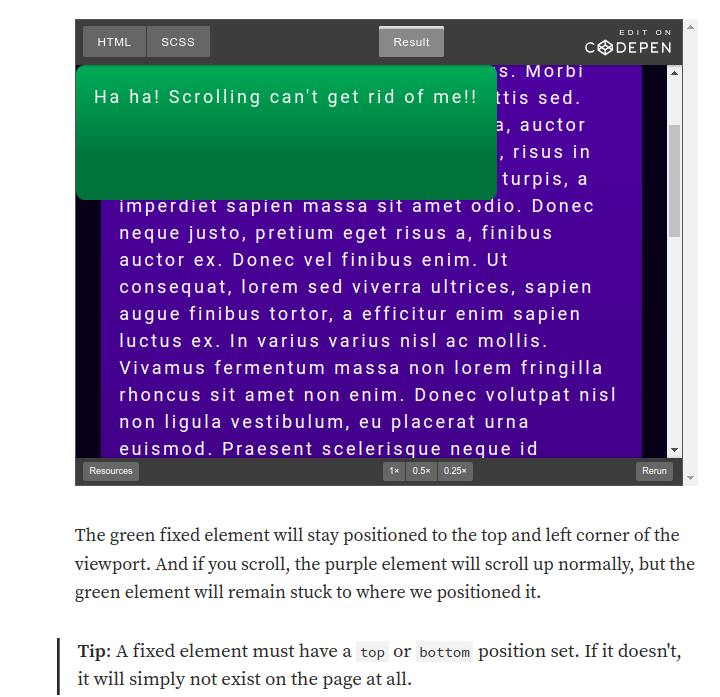 HTML
SCSS
Result
EDIT ON
CODEPEN
Ha ha! Scrolling can't get rid of me!!
s. Morbi
ttis sed.
a, auctor
, risus in
turpis, a
imperdiet sapien massa sit amet odio. Donec
neque justo, pretium eget risus a, finibus
auctor ex. Donec vel finibus enim. Ut
consequat, lorem sed viverra ultrices, sapien
augue finibus tortor, a efficitur enim sapien
luctus ex. In varius varius nisl ac mollis.
Vivamus fermentum massa non lorem fringilla
rhoncus sit amet non enim. Donec volutpat nisl
non ligula vestibulum, eu placerat urna
euismod. Praesent scelerisque neque id
Resources
1×
0.5×
0.25×
Rerun
The green fixed element will stay positioned to the top and left corner of the
viewport. And if you scroll, the purple element will scroll up normally, but the
green element will remain stuck to where we positioned it.
Tip: A fixed element must have a top or bottom position set. If it doesn't,
it will simply not exist on the page at all.